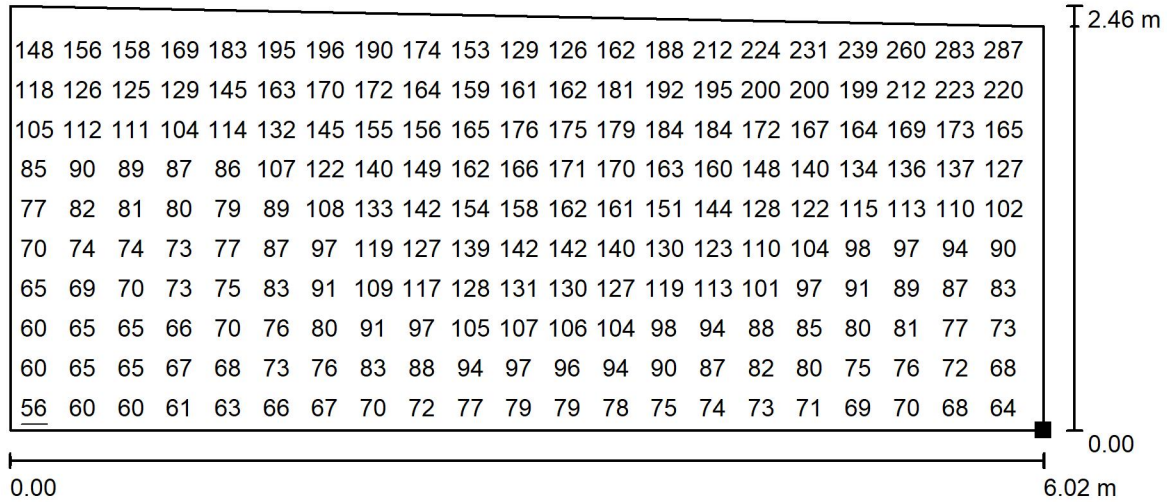 2.46 m
148 156 158 169 183 195 196 190 174 153 129 126 162 188 212 224 231 239 260 283 287
118 126 125 129 145 163 170 172 164 159 161 162 181 192 195 200 200 199 212 223 220
105 112 111 104 114 132 145 155 156 165 176 175 179 184 184 172 167 164 169 173 165
85 90 89 87 86 107 122 140 149 162 166 171 170 163 160 148 140 134 136 137 127
77 82 81 80 79 89 108 133 142 154 158 162 161 151 144 128 122 115 113 110 102
70 74 74 73 77 87 97 119 127 139 142 142 140 130 123 110 104 98 97 94 90
65 69 70 73 75 83 91 109 117 128 131 130 127 119 113 101 97 91 89 87 83
60 65 65 66 70 76 80 91 97 105 107 106 104 98 94 88 85 80 81 77 73
60 65 65 67 68 73 76 83 88 94 97 96 94 90 87 82 80 75 76 72 68
56 60 60 61 63 66 67 70 72 77 79 79 78 75 74 73 71 69 70 68 64
0.00
0.00 6.02 m